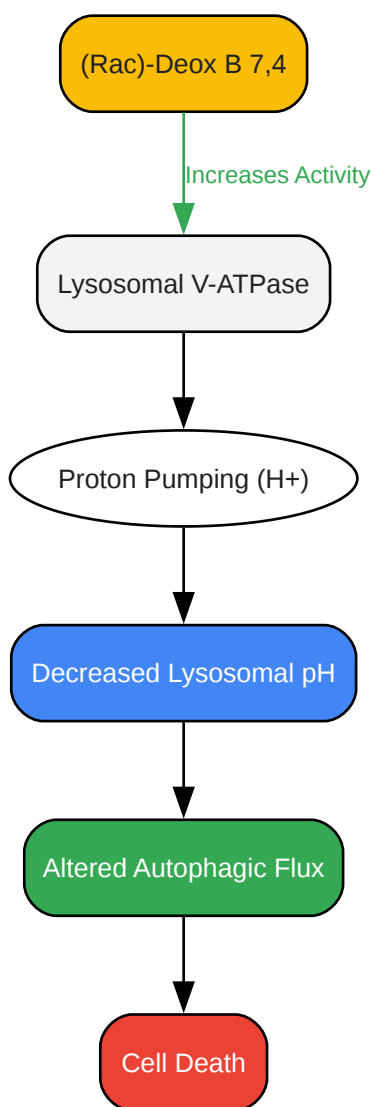 (Rac)-Deox B 7,4
Increases Activity
Lysosomal V-ATPase
Proton Pumping (H+)
Decreased Lysosomal pH
Altered Autophagic Flux
Cell Death